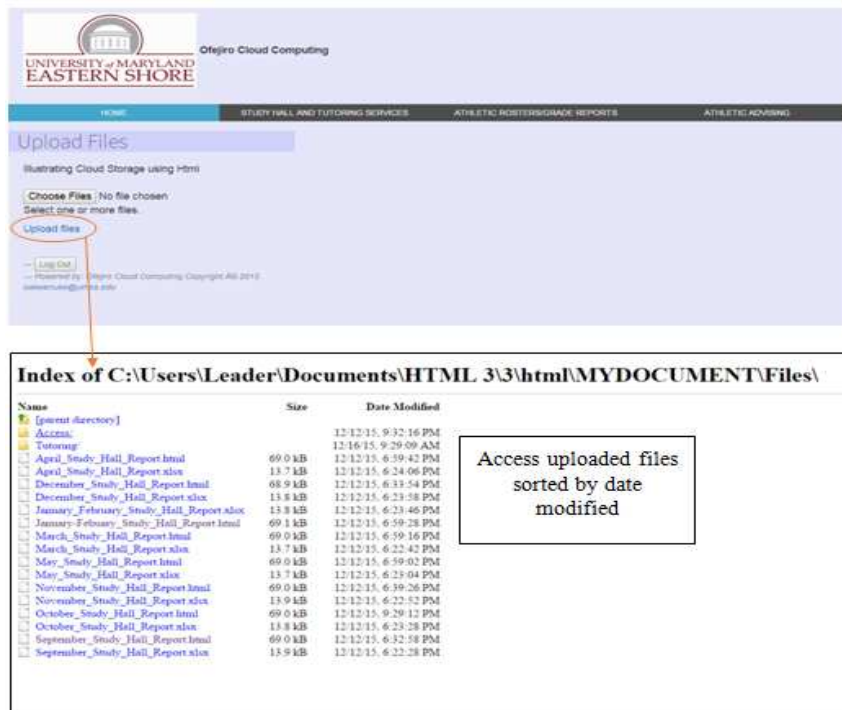 UNIVERSITY of MARYLAND
EASTERN SHORE
Ofejiro Cloud Computing
HOME STUDY HALL AND TUTORING SERVICES ATHLETIC ROSTERS/GRADE REPORTS ATHLETIC ADVISING
Upload Files
Illustrating Cloud Storage using Html
Choose Files No file chosen
Select one or more files.
Upload files
Log Out
Powered by: Ofejiro Cloud Computing Copyright
Index of C:\Users\Leader\Documents\HTML 3\3\html\MYDOCUMENT\Files\
Name Size Date Modified
[parent directory]
Access/ 12/12/15, 9:32:16 PM
Tutoring/ 12/16/15, 9:29:09 AM
April_Study_Hall_Report.html 69.0 kB 12/12/15, 6:59:42 PM
April_Study_Hall_Report.xlsx 13.7 kB 12/12/15, 6:24:06 PM
December_Study_Hall_Report.html 68.9 kB 12/12/15, 6:33:54 PM
December_Study_Hall_Report.xlsx 13.8 kB 12/12/15, 6:23:58 PM
January_February_Study_Hall_Report.xlsx 13.8 kB 12/12/15, 6:23:46 PM
January-Febuary_Study_Hall_Report.html 69.1 kB 12/12/15, 6:59:28 PM
March_Study_Hall_Report.html 69.0 kB 12/12/15, 6:59:16 PM
March_Study_Hall_Report.xlsx 13.7 kB 12/12/15, 6:22:42 PM
May_Study_Hall_Report.html 69.0 kB 12/12/15, 6:59:02 PM
May_Study_Hall_Report.xlsx 13.7 kB 12/12/15, 6:23:04 PM
November_Study_Hall_Report.html 69.0 kB 12/12/15, 6:39:26 PM
November_Study_Hall_Report.xlsx 13.9 kB 12/12/15, 6:22:52 PM
October_Study_Hall_Report.html 69.0 kB 12/12/15, 9:29:12 PM
October_Study_Hall_Report.xlsx 13.8 kB 12/12/15, 6:23:28 PM
September_Study_Hall_Report.html 69.0 kB 12/12/15, 6:32:58 PM
September_Study_Hall_Report.xlsx 13.9 kB 12/12/15, 6:22:28 PM
Access uploaded files
sorted by date
modified